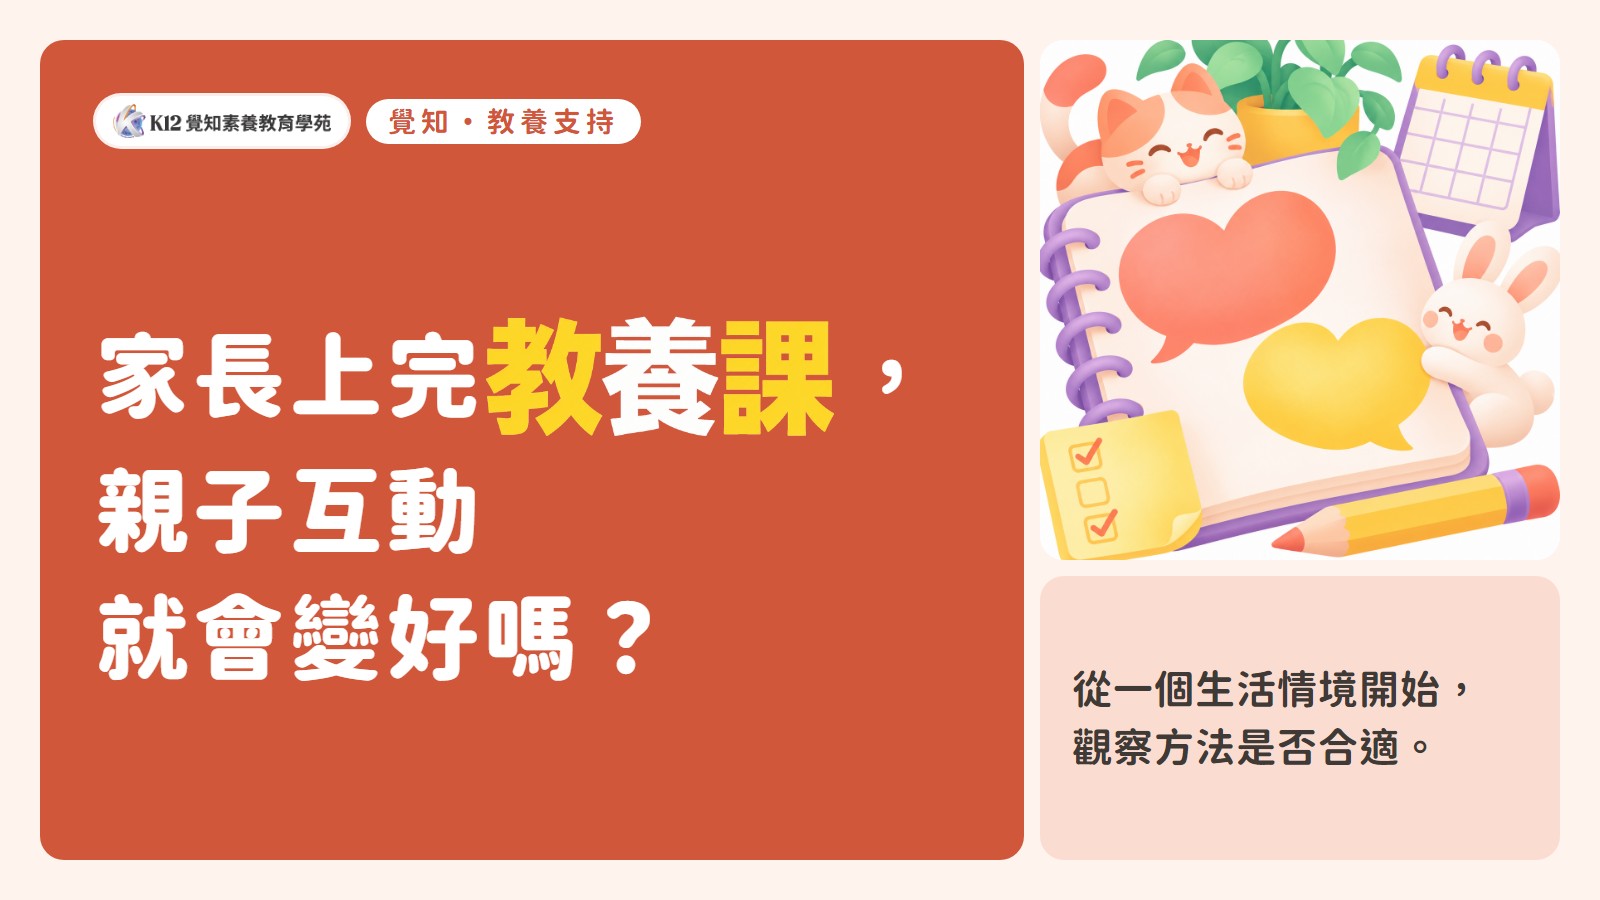 K12 覺知素養教育學苑
覺知・教養支持
家長上完教養課，
親子互動
就會變好嗎？
從一個生活情境開始，
觀察方法是否合適。